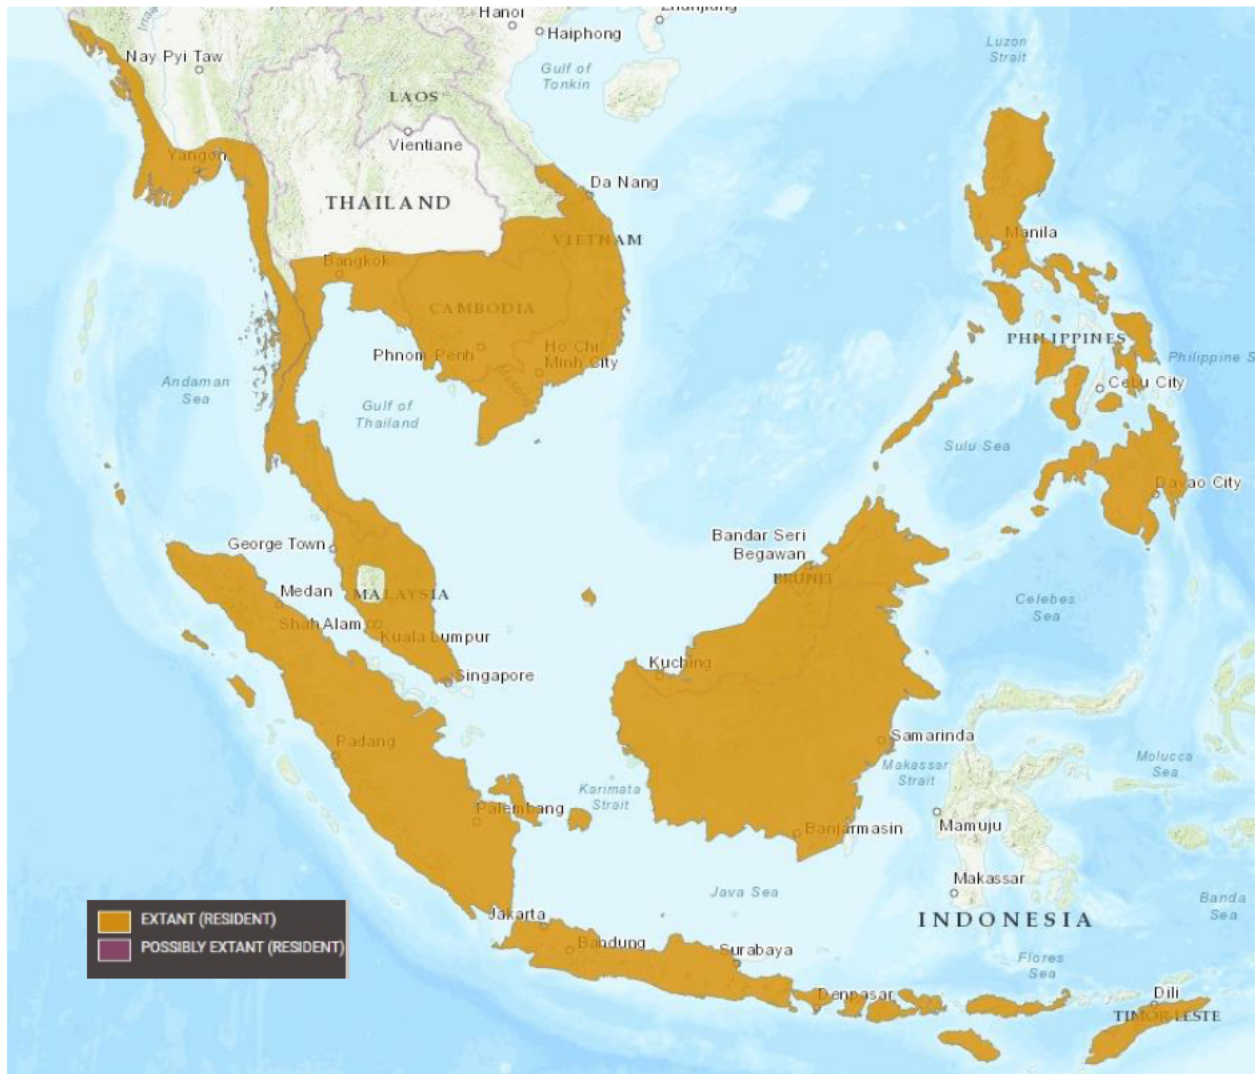 Hanoi
Zhanjiang
Haiphong
Nay Pyi Taw
Gulf of
Tonkin
Luzon
Strait
LAOS
Vientiane
Yangon
THAILAND
Da Nang
VIETNAM
Manila
Bangkok
CAMBODIA
Phnom Penh
Ho Chi
Minh City
PHILIPPINES
Philippine S
Andaman
Sea
Cebu City
Gulf of
Thailand
Sulu Sea
Davao City
George Town
Bandar Seri
Begawan
BRUNEI
Medan
MALAYSIA
Shah Alam
Kuala Lumpur
Celebes
Sea
Kuching
Singapore
Padang
Samarinda
Makassar
Strait
Molucca
Sea
Karimata
Strait
Palembang
Banjarmasin
Mamuju
Makassar
Java Sea
Banda
Sea
EXTANT (RESIDENT)
POSSIBLY EXTANT (RESIDENT)
Jakarta
Bandung
Surabaya
INDONESIA
Flores
Sea
Denpasar
Dili
TIMOR-LESTE